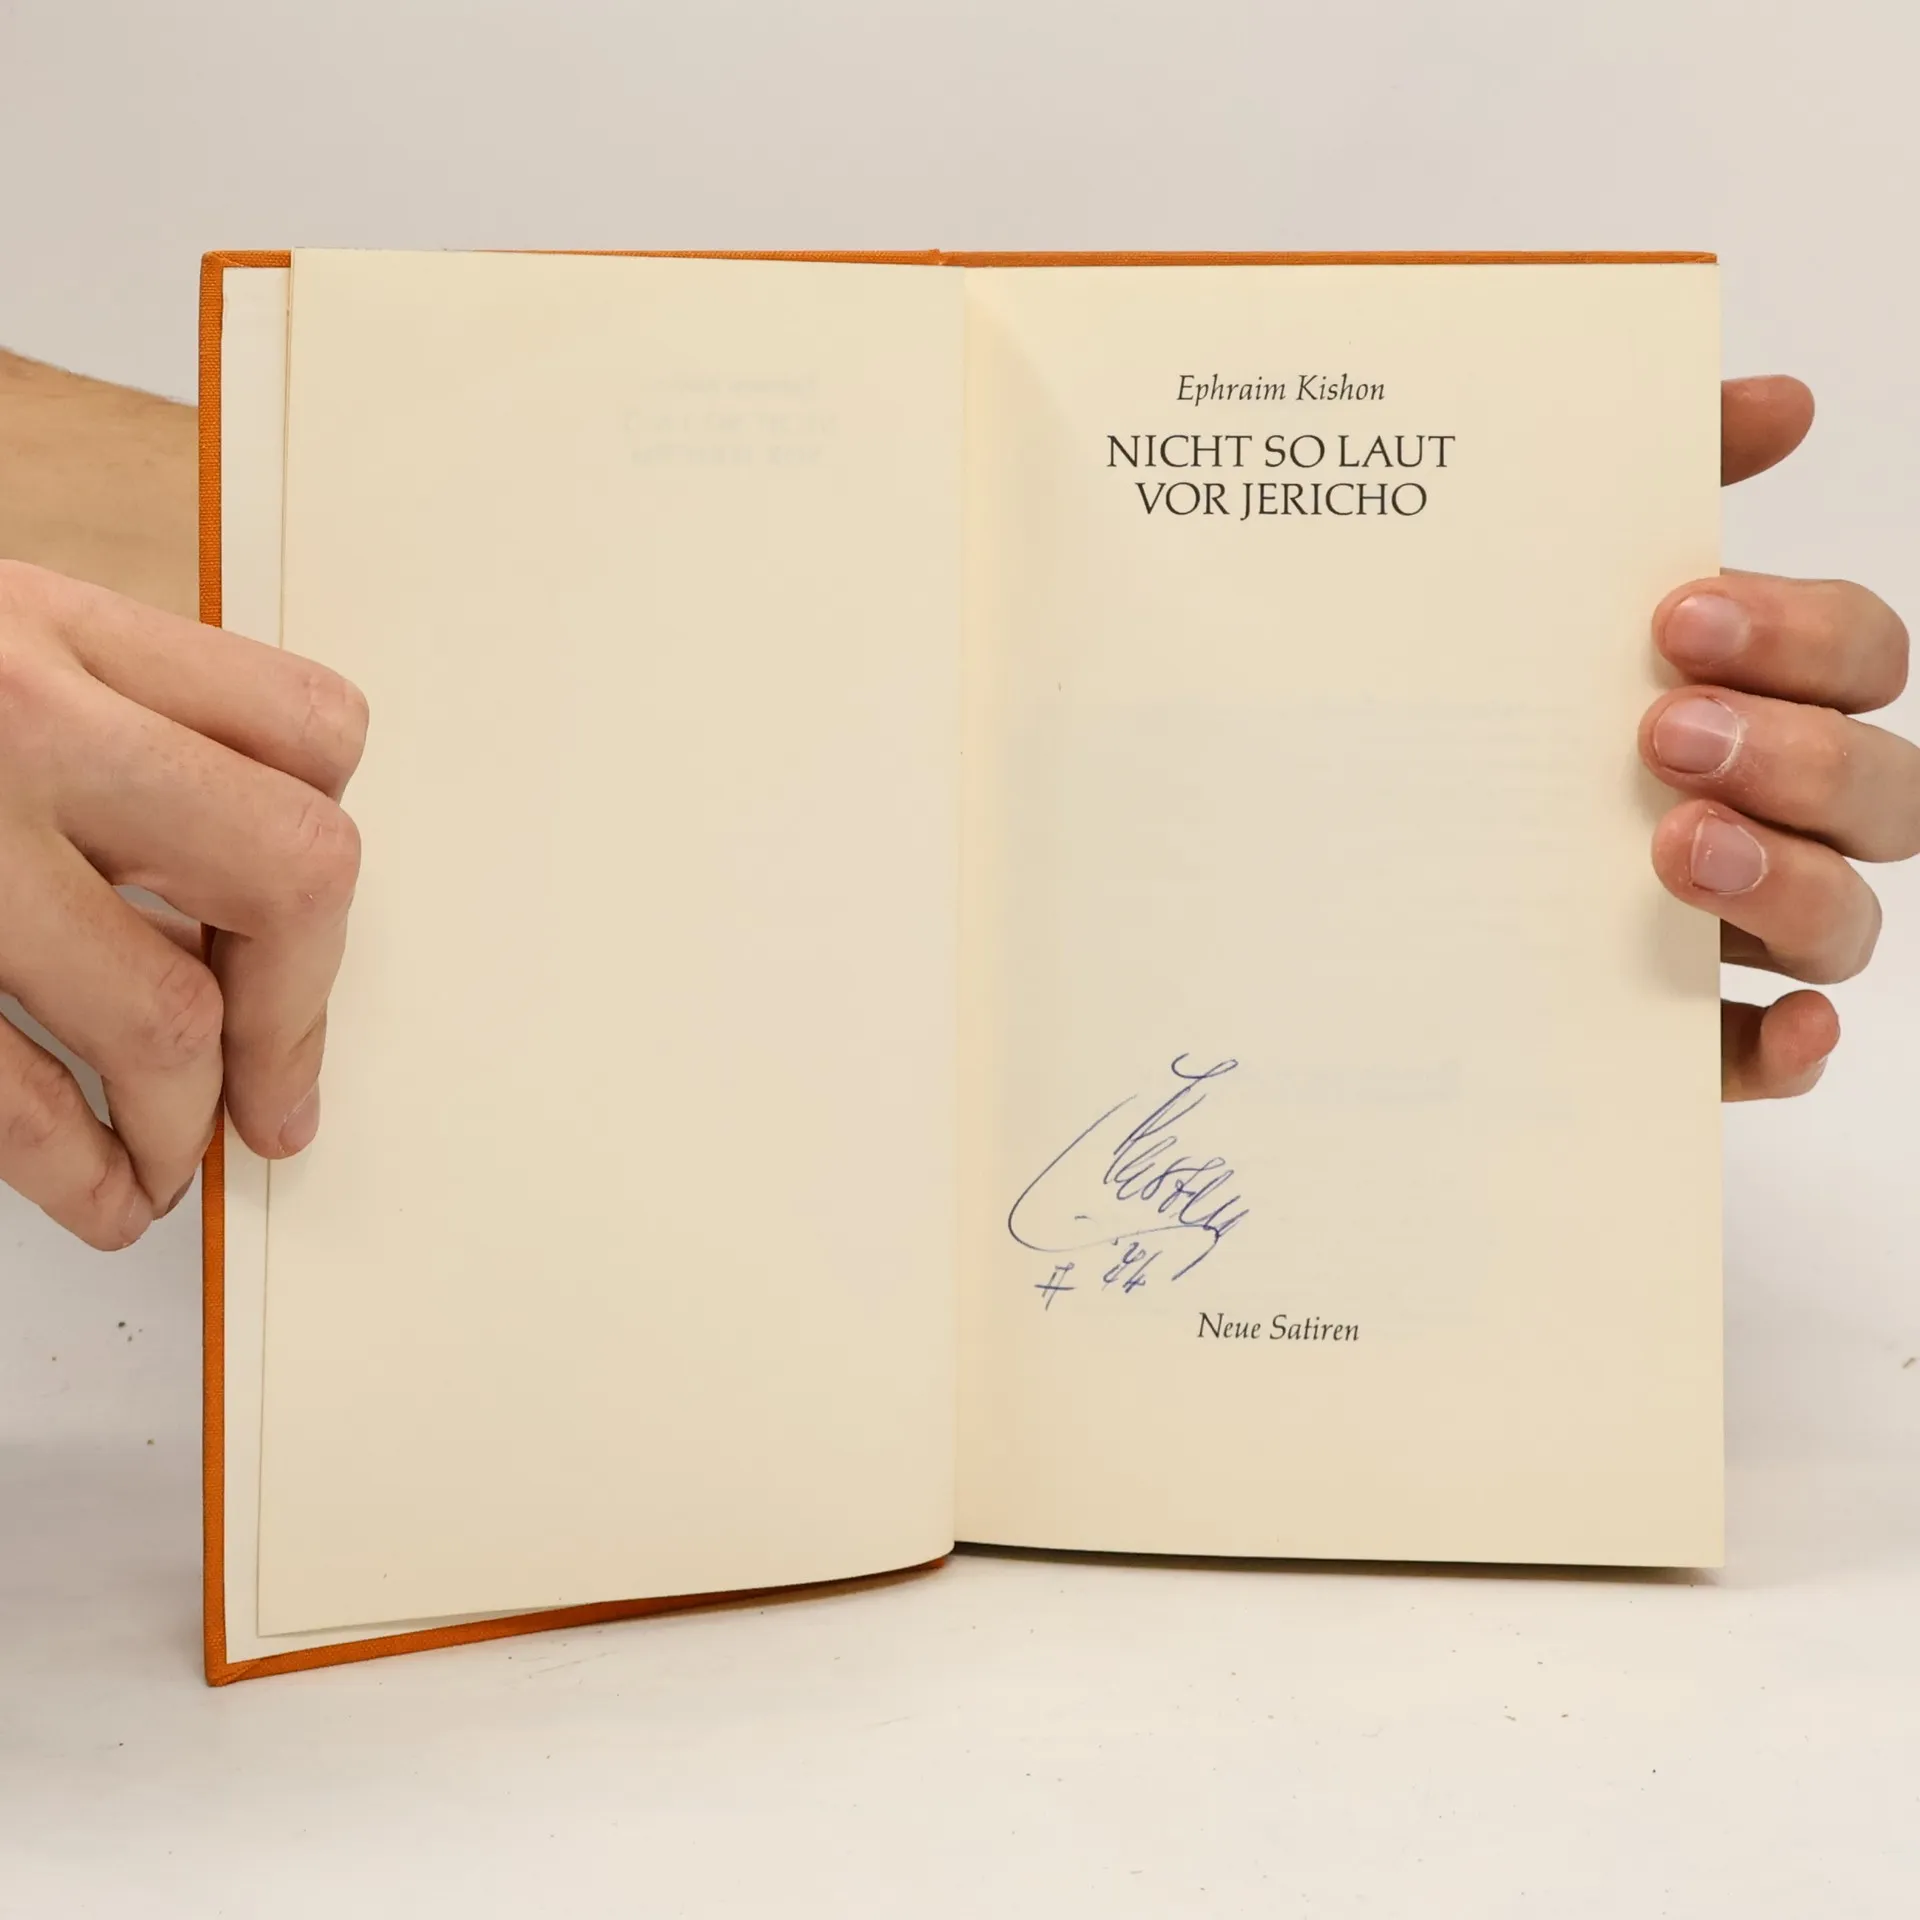 Ephraim Kishon
NICHT SO LAUT
VOR JERICHO
Neue Satiren